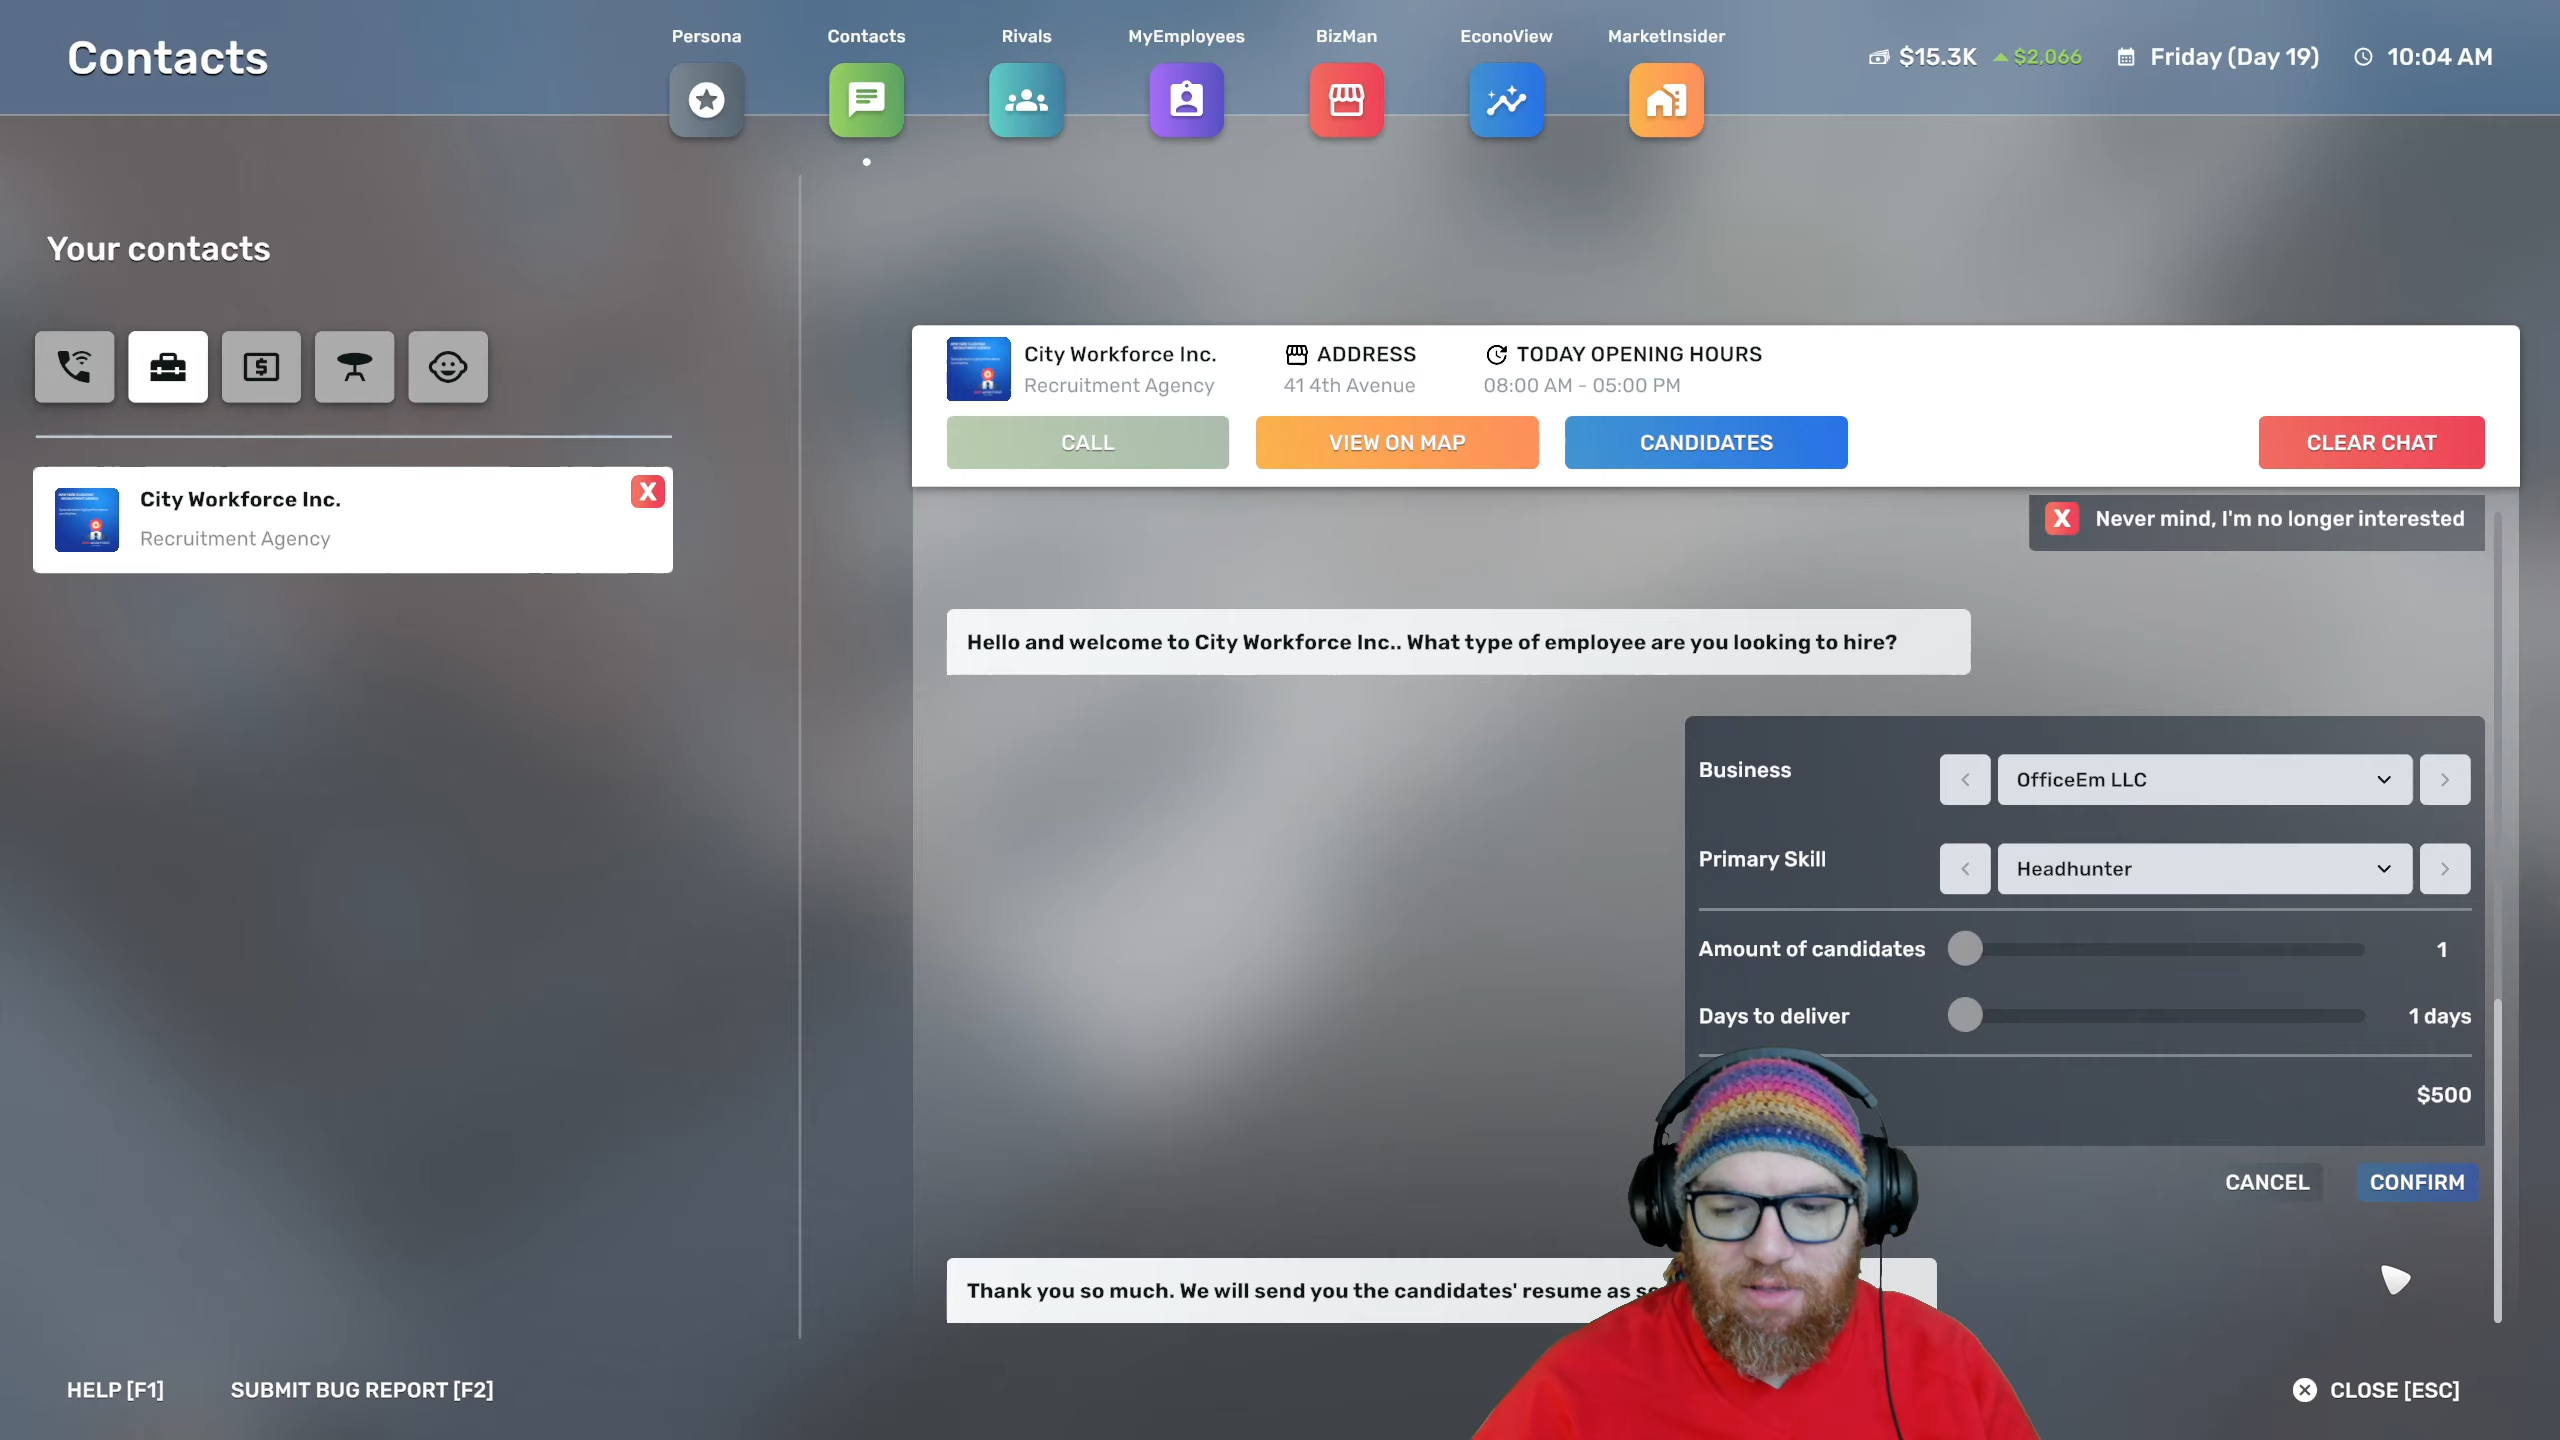 Contacts
Persona
Contacts
Rivals
MyEmployees
BizMan
EconoView
MarketInsider
$15.3K
$2,066
Friday (Day 19)
10:04 AM
Your contacts
City Workforce Inc.
Recruitment Agency
X
City Workforce Inc.
Recruitment Agency
ADDRESS
41 4th Avenue
TODAY OPENING HOURS
08:00 AM - 05:00 PM
CALL
VIEW ON MAP
CANDIDATES
CLEAR CHAT
X Never mind, I'm no longer interested
Hello and welcome to City Workforce Inc.. What type of employee are you looking to hire?
Business
OfficeEm LLC
Primary Skill
Headhunter
Amount of candidates
1
Days to deliver
1 days
$500
CANCEL
CONFIRM
Thank you so much. We will send you the candidates' resume as
HELP [F1]
SUBMIT BUG REPORT [F2]
CLOSE [ESC]